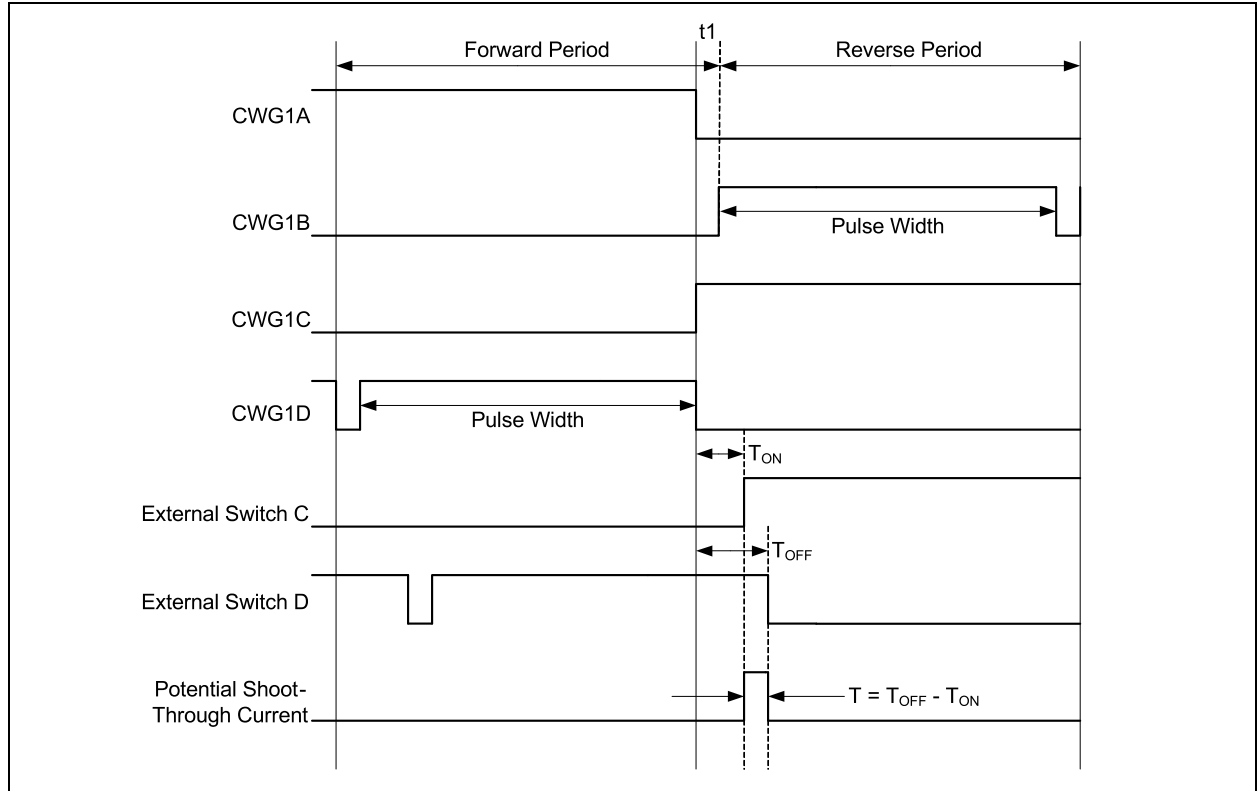 t1
Forward Period
Reverse Period
CWG1A
CWG1B
Pulse Width
CWG1C
CWG1D
Pulse Width
TON
External Switch C
TOFF
External Switch D
Potential Shoot-
Through Current
T = TOFF - TON